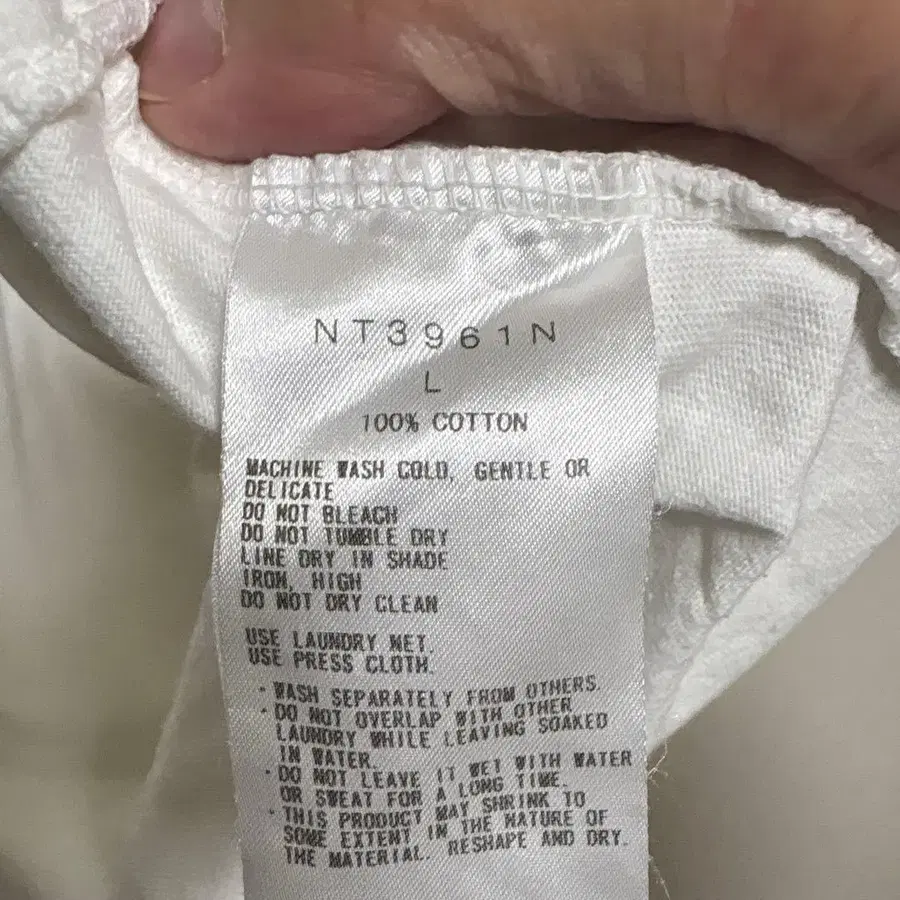 NT3961N
L
100% COTTON
MACHINE WASH COLD, GENTLE OR
DELICATE
DO NOT BLEACH
DO NOT TUMBLE DRY
LINE DRY IN SHADE
IRON, HIGH
DO NOT DRY CLEAN
USE LAUNDRY NET.
USE PRESS CLOTH.
・WASH SEPARATELY FROM OTHERS.
・DO NOT OVERLAP WITH OTHER
LAUNDRY WHILE LEAVING SOAKED
IN WATER.
・DO NOT LEAVE IT WET WITH WATER
OR SWEAT FOR A LONG TIME.
・THIS PRODUCT MAY SHRINK TO
SOME EXTENT IN THE NATURE OF
THE MATERIAL. RESHAPE AND DRY.